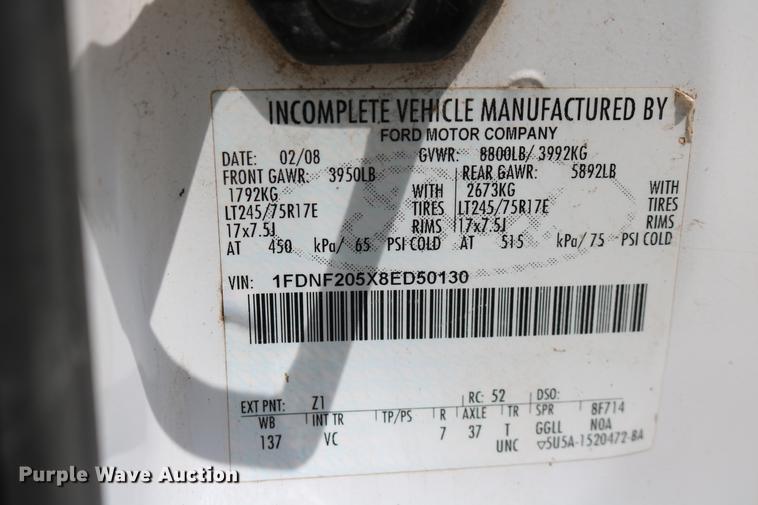 INCOMPLETE VEHICLE MANUFACTURED BY
FORD MOTOR COMPANY
DATE: 02/08 GVWR: 8800LB/ 3992KG
FRONT GAWR: 3950LB REAR GAWR: 5892LB
1792KG WITH 2673KG WITH
LT245/75R17E TIRES LT245/75R17E TIRES
17x7.5J RIMS 17x7.5J RIMS
AT 450 kPa/ 65 PSI COLD AT 515 kPa/ 75 PSI COLD
VIN: 1FDNF205X8ED50130
EXT PNT: Z1 RC: 52 DSO:
WB INT TR TP/PS R AXLE TR SPR 8F714
137 VC 7 37 T GGLL N0A
UNC ▽5U5A-1520472-BA
Purple Wave Auction